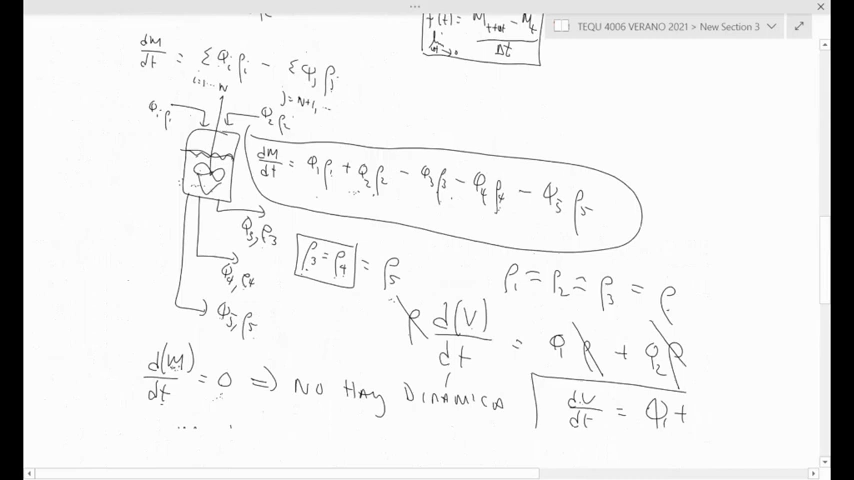 f(t) = M_{t+Δt} - M_t
Δt
TEQU 4006 VERANO 2021 > New Section 3
dM/dt = Σ φ_i ρ_i - Σ φ_j ρ_j
i=1...N
j=N+1,...
φ_1 ρ_1
φ_2 ρ_2
dM/dt = φ_1 ρ_1 + φ_2 ρ_2 - φ_3 ρ_3 - φ_4 ρ_4 - φ_5 ρ_5
φ_3, ρ_3
ρ_3 = ρ_4 = ρ_5
φ_4, ρ_4
ρ_1 = ρ_2 = ρ_3 = ρ
φ_5, ρ_5
ρ d(V)/dt = φ_1 ρ + φ_2 ρ
d(M)/dt = 0 => NO HAY DINÁMICA
dV/dt = φ_1 +